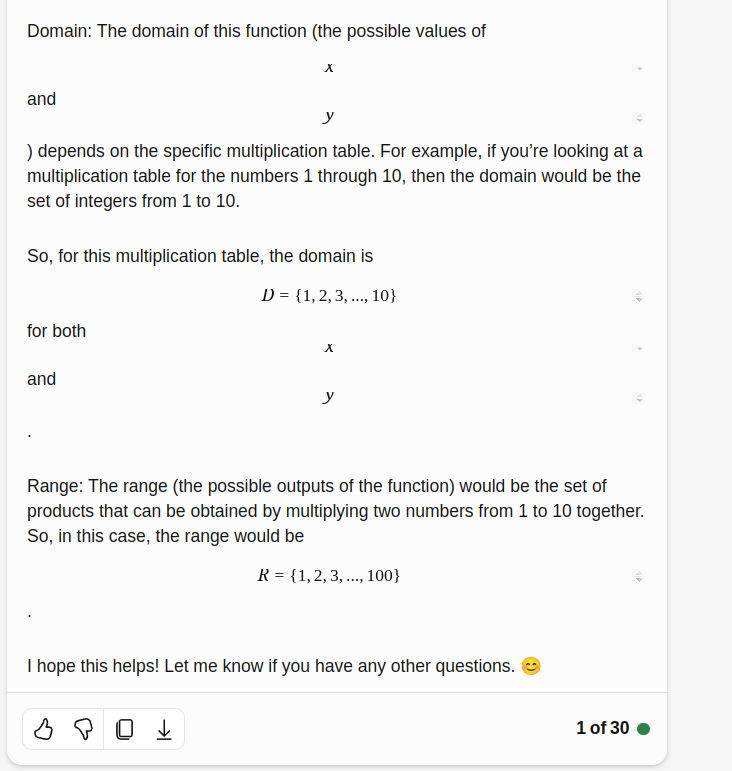 Domain: The domain of this function (the possible values of
x
and
y
) depends on the specific multiplication table. For example, if you’re looking at a
multiplication table for the numbers 1 through 10, then the domain would be the
set of integers from 1 to 10.
So, for this multiplication table, the domain is
D = {1, 2, 3, ..., 10}
for both
x
and
y
.
Range: The range (the possible outputs of the function) would be the set of
products that can be obtained by multiplying two numbers from 1 to 10 together.
So, in this case, the range would be
R = {1, 2, 3, ..., 100}
.
I hope this helps! Let me know if you have any other questions. 😊
1 of 30